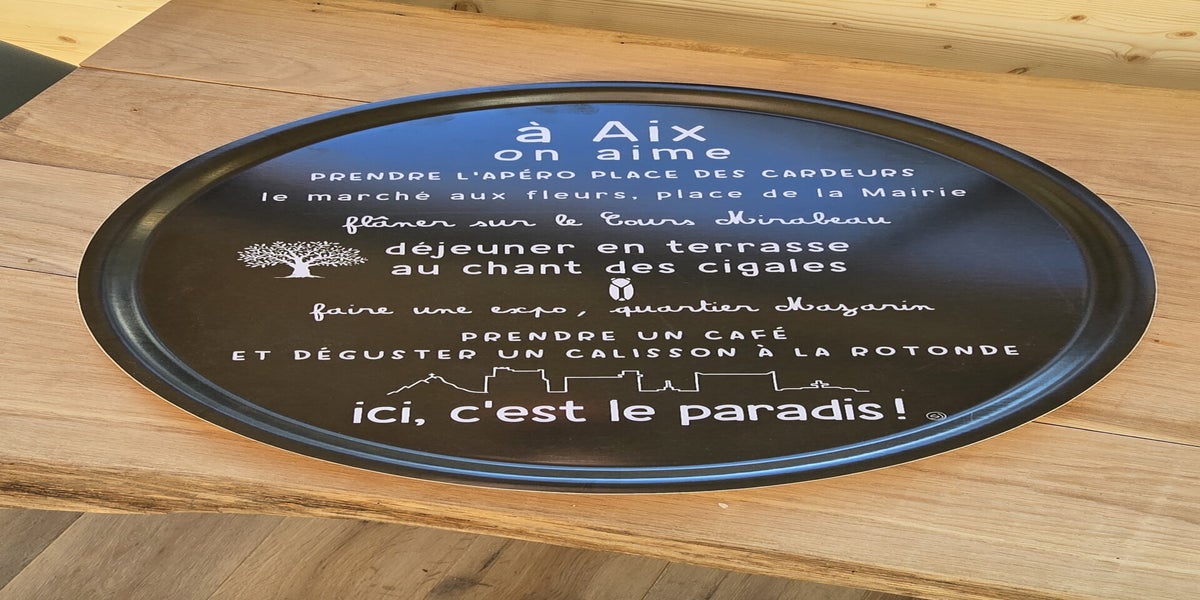 à Aix
on aime
PRENDRE L'APÉRO PLACE DES CARDEURS
le marché aux fleurs, place de la Mairie
flâner sur le Cours Mirabeau
déjeuner en terrasse
au chant des cigales
faire une expo, quartier Mazarin
PRENDRE UN CAFÉ
ET DÉGUSTER UN CALISSON À LA ROTONDE
ici, c'est le paradis !